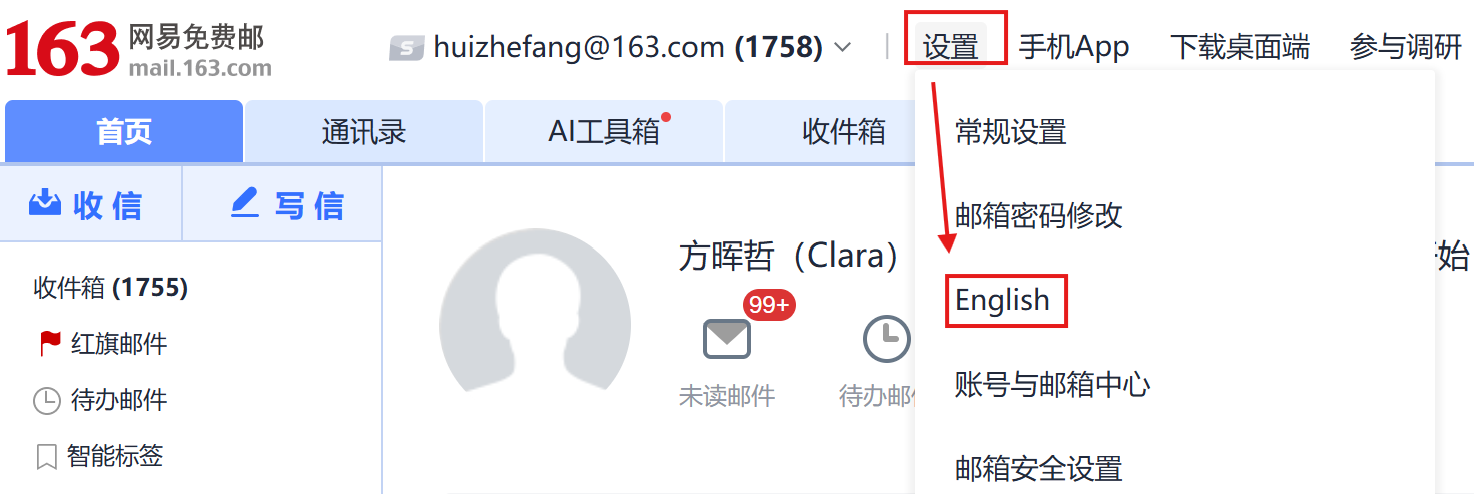 163 网易免费邮
mail.163.com
huizhefang@163.com (1758)
设置
手机App
下载桌面端
参与调研
首页
通讯录
AI工具箱
收件箱
常规设置
邮箱密码修改
English
账号与邮箱中心
邮箱安全设置
收信
写信
收件箱 (1755)
红旗邮件
待办邮件
智能标签
方晖哲（Clara）
99+
未读邮件
待办邮
始